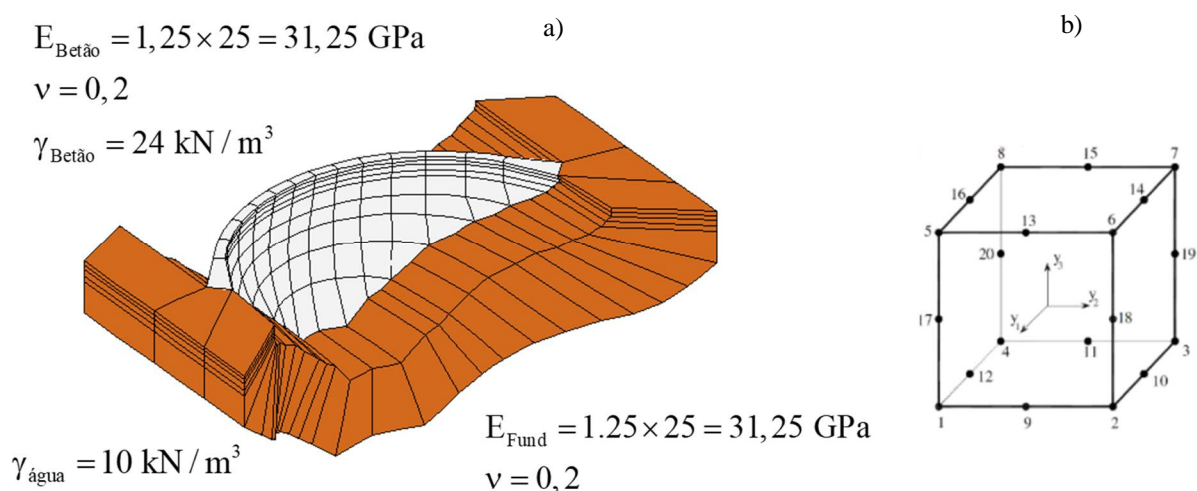 a)
b)
E_Betão = 1,25 × 25 = 31,25 GPa
ν = 0,2
γ_Betão = 24 kN / m³
E_Fund = 1.25 × 25 = 31,25 GPa
ν = 0,2
γ_água = 10 kN / m³
8 15 7
16 14
5 13 6
20 19
y₃
y₂
y₁
17 18
4 11 3
12 10
1 9 2